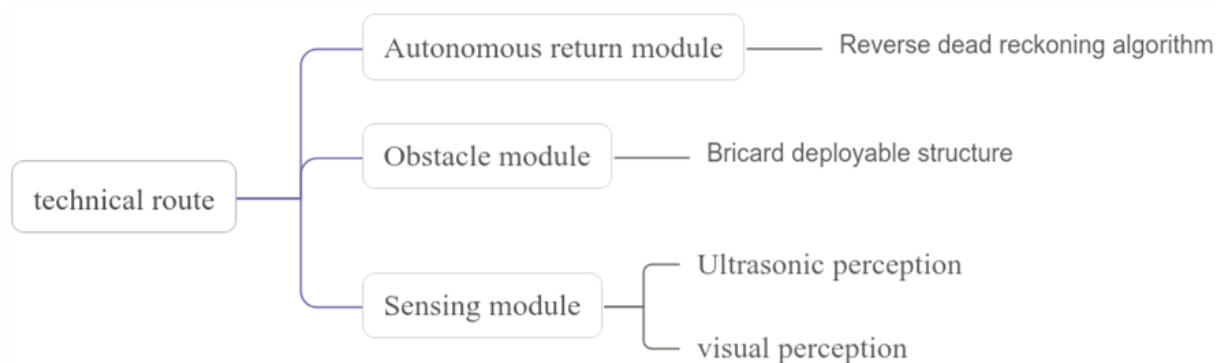 Autonomous return module
Reverse dead reckoning algorithm
Obstacle module
Bricard deployable structure
technical route
Ultrasonic perception
Sensing module
visual perception